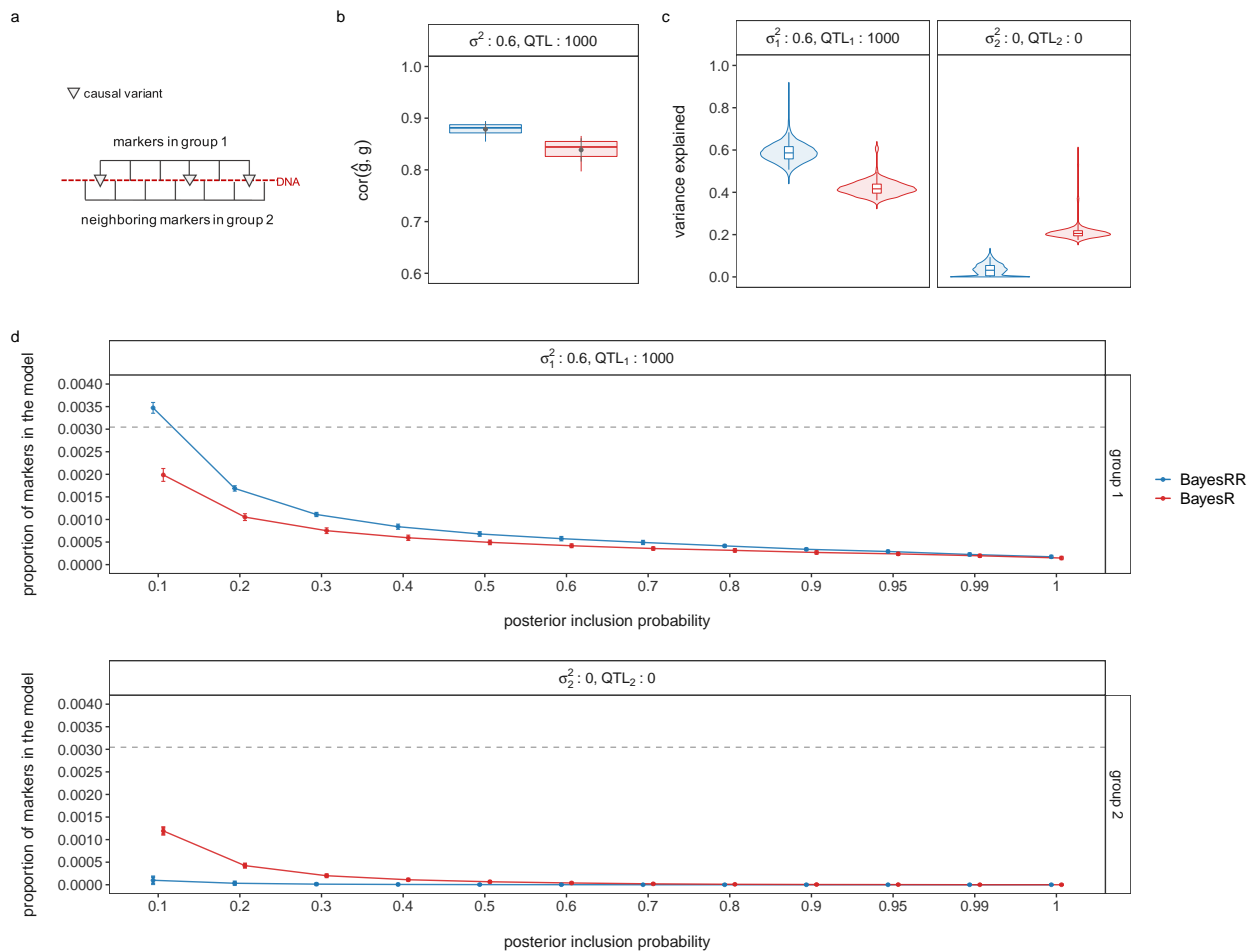 a
causal variant
markers in group 1
DNA
neighboring markers in group 2
b
σ² : 0.6, QTL : 1000
1.0
0.9
0.8
0.7
0.6
cor(ĝ, g)
c
σ₁² : 0.6, QTL₁ : 1000
σ₂² : 0, QTL₂ : 0
1.0
0.8
0.6
0.4
0.2
0.0
variance explained
d
σ₁² : 0.6, QTL₁ : 1000
0.0040
0.0035
0.0030
0.0025
0.0020
0.0015
0.0010
0.0005
0.0000
proportion of markers in the model
group 1
0.1 0.2 0.3 0.4 0.5 0.6 0.7 0.8 0.9 0.95 0.99 1
posterior inclusion probability
BayesRR
BayesR
σ₂² : 0, QTL₂ : 0
0.0040
0.0035
0.0030
0.0025
0.0020
0.0015
0.0010
0.0005
0.0000
proportion of markers in the model
group 2
0.1 0.2 0.3 0.4 0.5 0.6 0.7 0.8 0.9 0.95 0.99 1
posterior inclusion probability